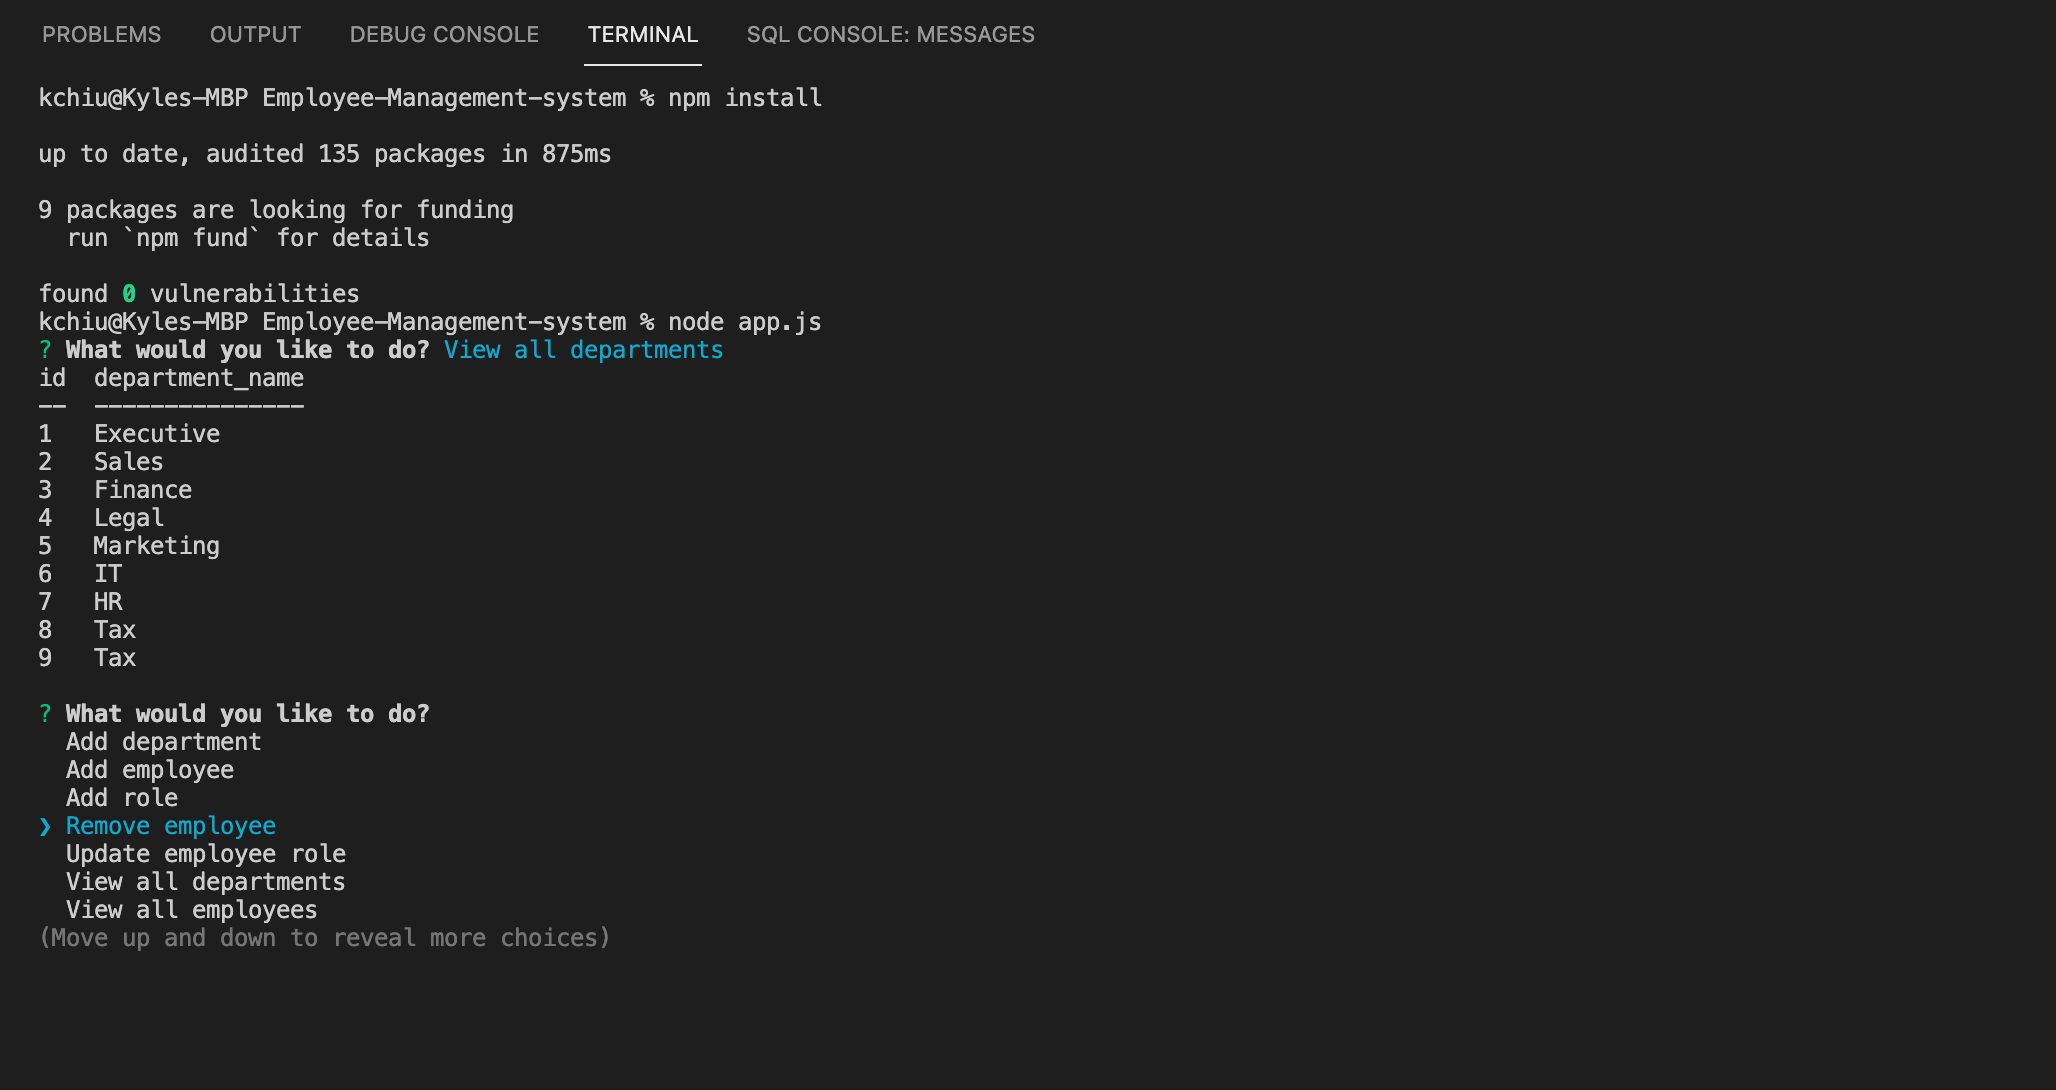 PROBLEMS OUTPUT DEBUG CONSOLE TERMINAL SQL CONSOLE: MESSAGES
kchiu@Kyles-MBP Employee-Management-system % npm install
up to date, audited 135 packages in 875ms
9 packages are looking for funding
  run `npm fund` for details
found 0 vulnerabilities
kchiu@Kyles-MBP Employee-Management-system % node app.js
? What would you like to do? View all departments
id  department_name
--  ---------------
1   Executive
2   Sales
3   Finance
4   Legal
5   Marketing
6   IT
7   HR
8   Tax
9   Tax
? What would you like to do?
  Add department
  Add employee
  Add role
❯ Remove employee
  Update employee role
  View all departments
  View all employees
(Move up and down to reveal more choices)